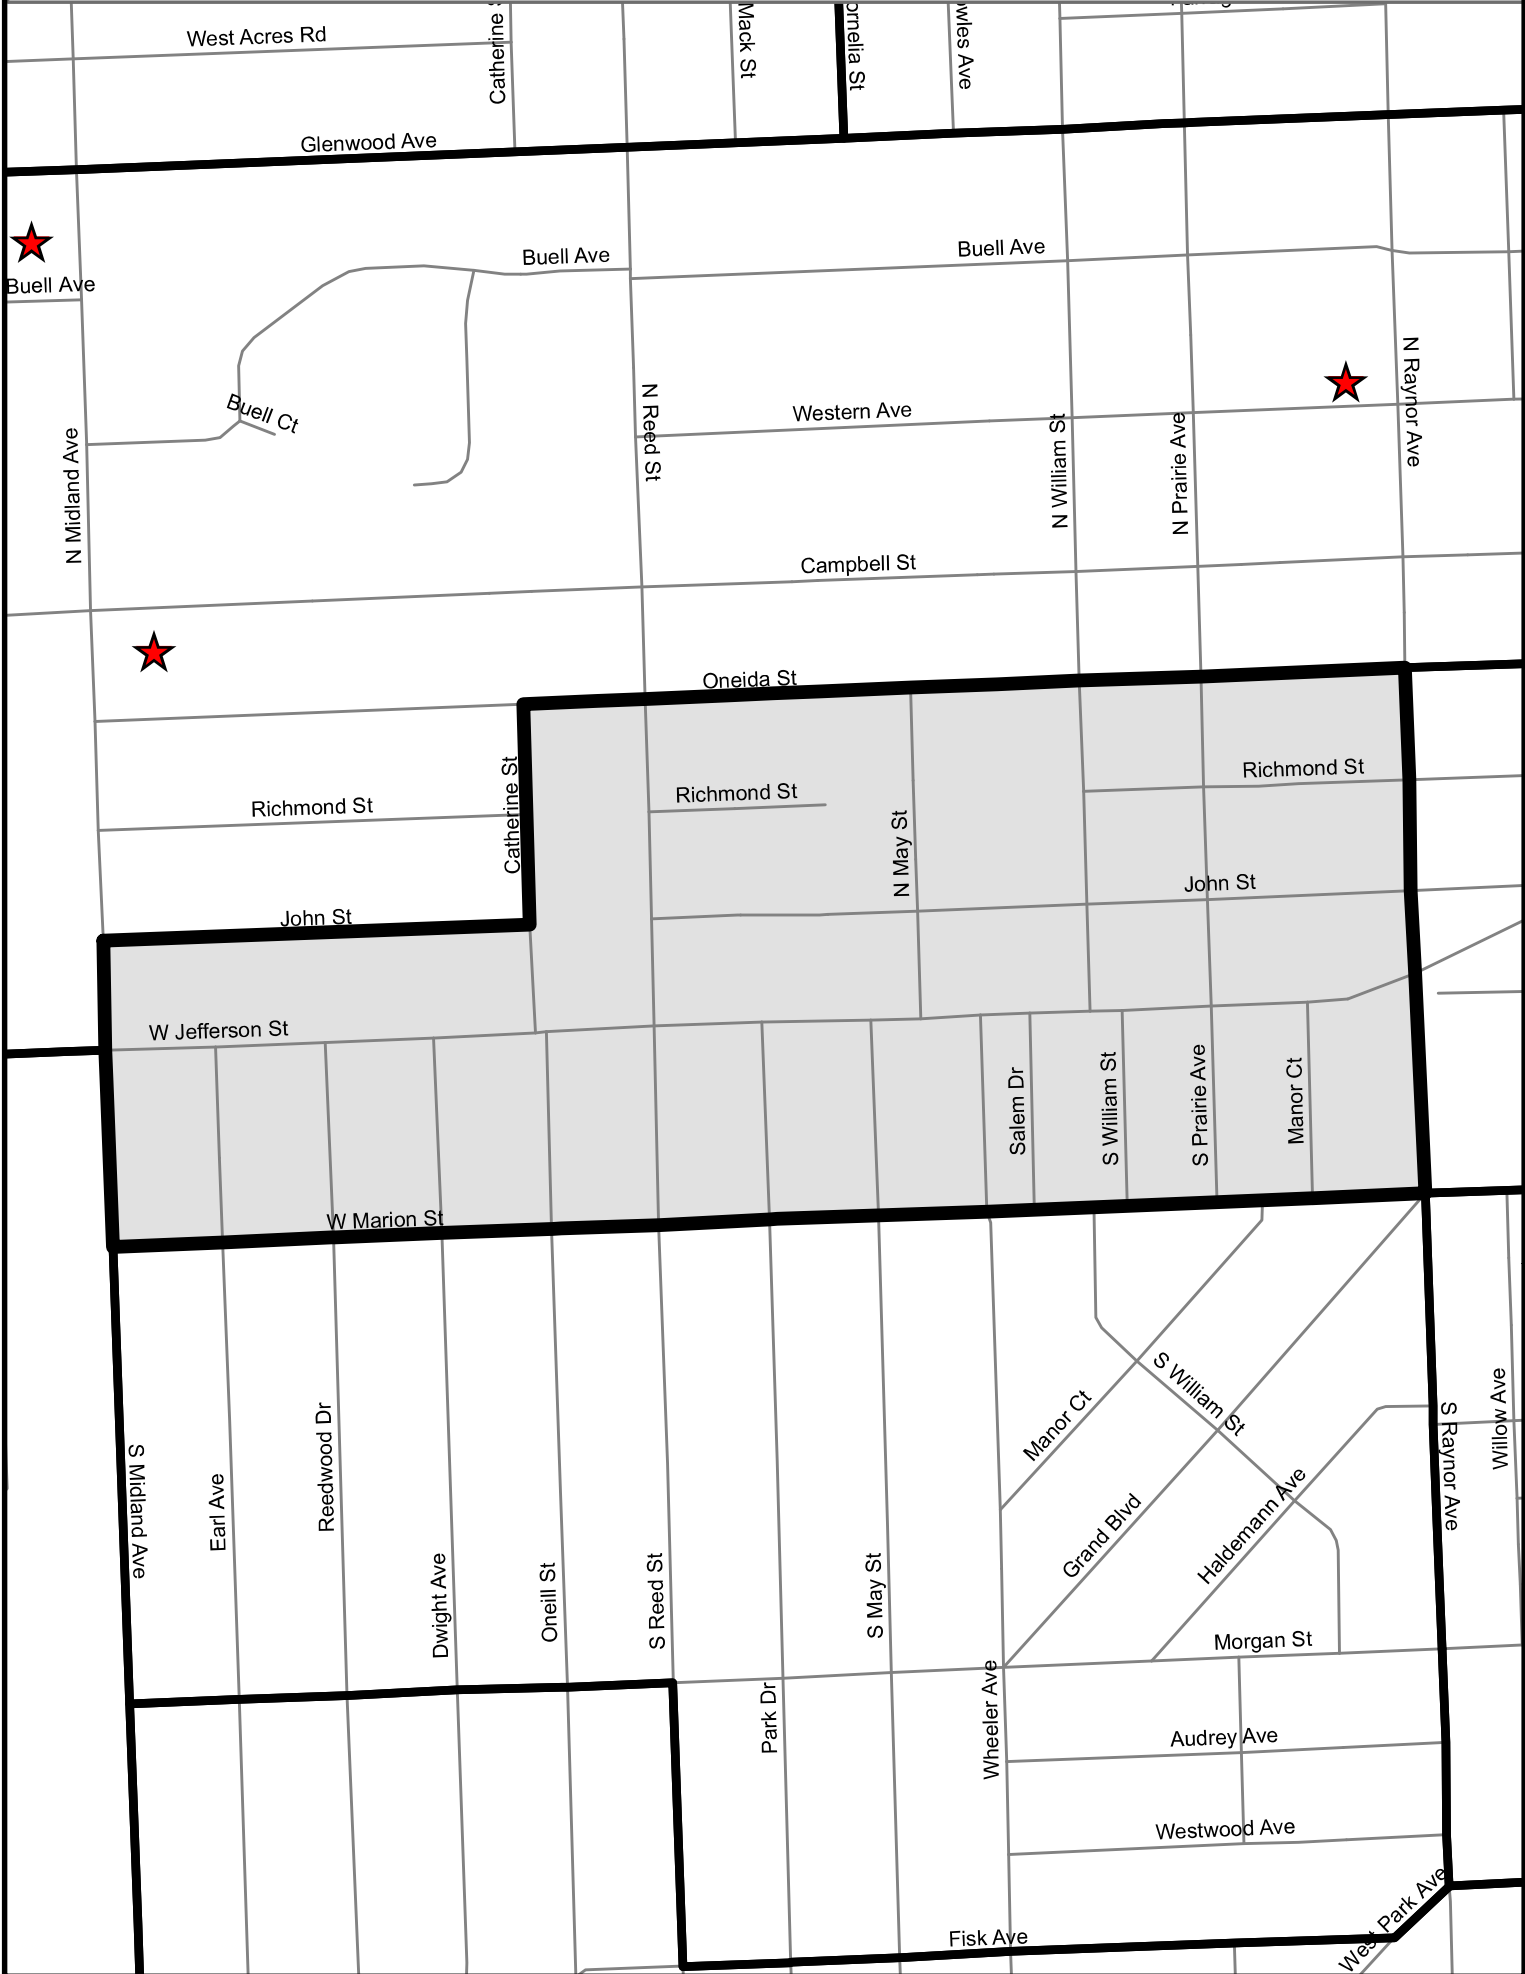 West Acres Rd
Catherine
Mack St
ornelia St
owles Ave
Glenwood Ave
Buell Ave
Buell Ave
Buell Ave
N Raynor Ave
N Reed St
Buell Ct
Western Ave
N Midland Ave
N William St
N Prairie Ave
Campbell St
Oneida St
Catherine St
Richmond St
Richmond St
Richmond St
N May St
John St
John St
W Jefferson St
Salem Dr
S William St
S Prairie Ave
Manor Ct
W Marion St
S William St
Manor Ct
Willow Ave
S Raynor Ave
S Midland Ave
Earl Ave
Reedwood Dr
Grand Blvd
Haldemann Ave
Dwight Ave
Oneill St
S Reed St
S May St
Morgan St
Park Dr
Wheeler Ave
Audrey Ave
Westwood Ave
West Park Ave
Fisk Ave